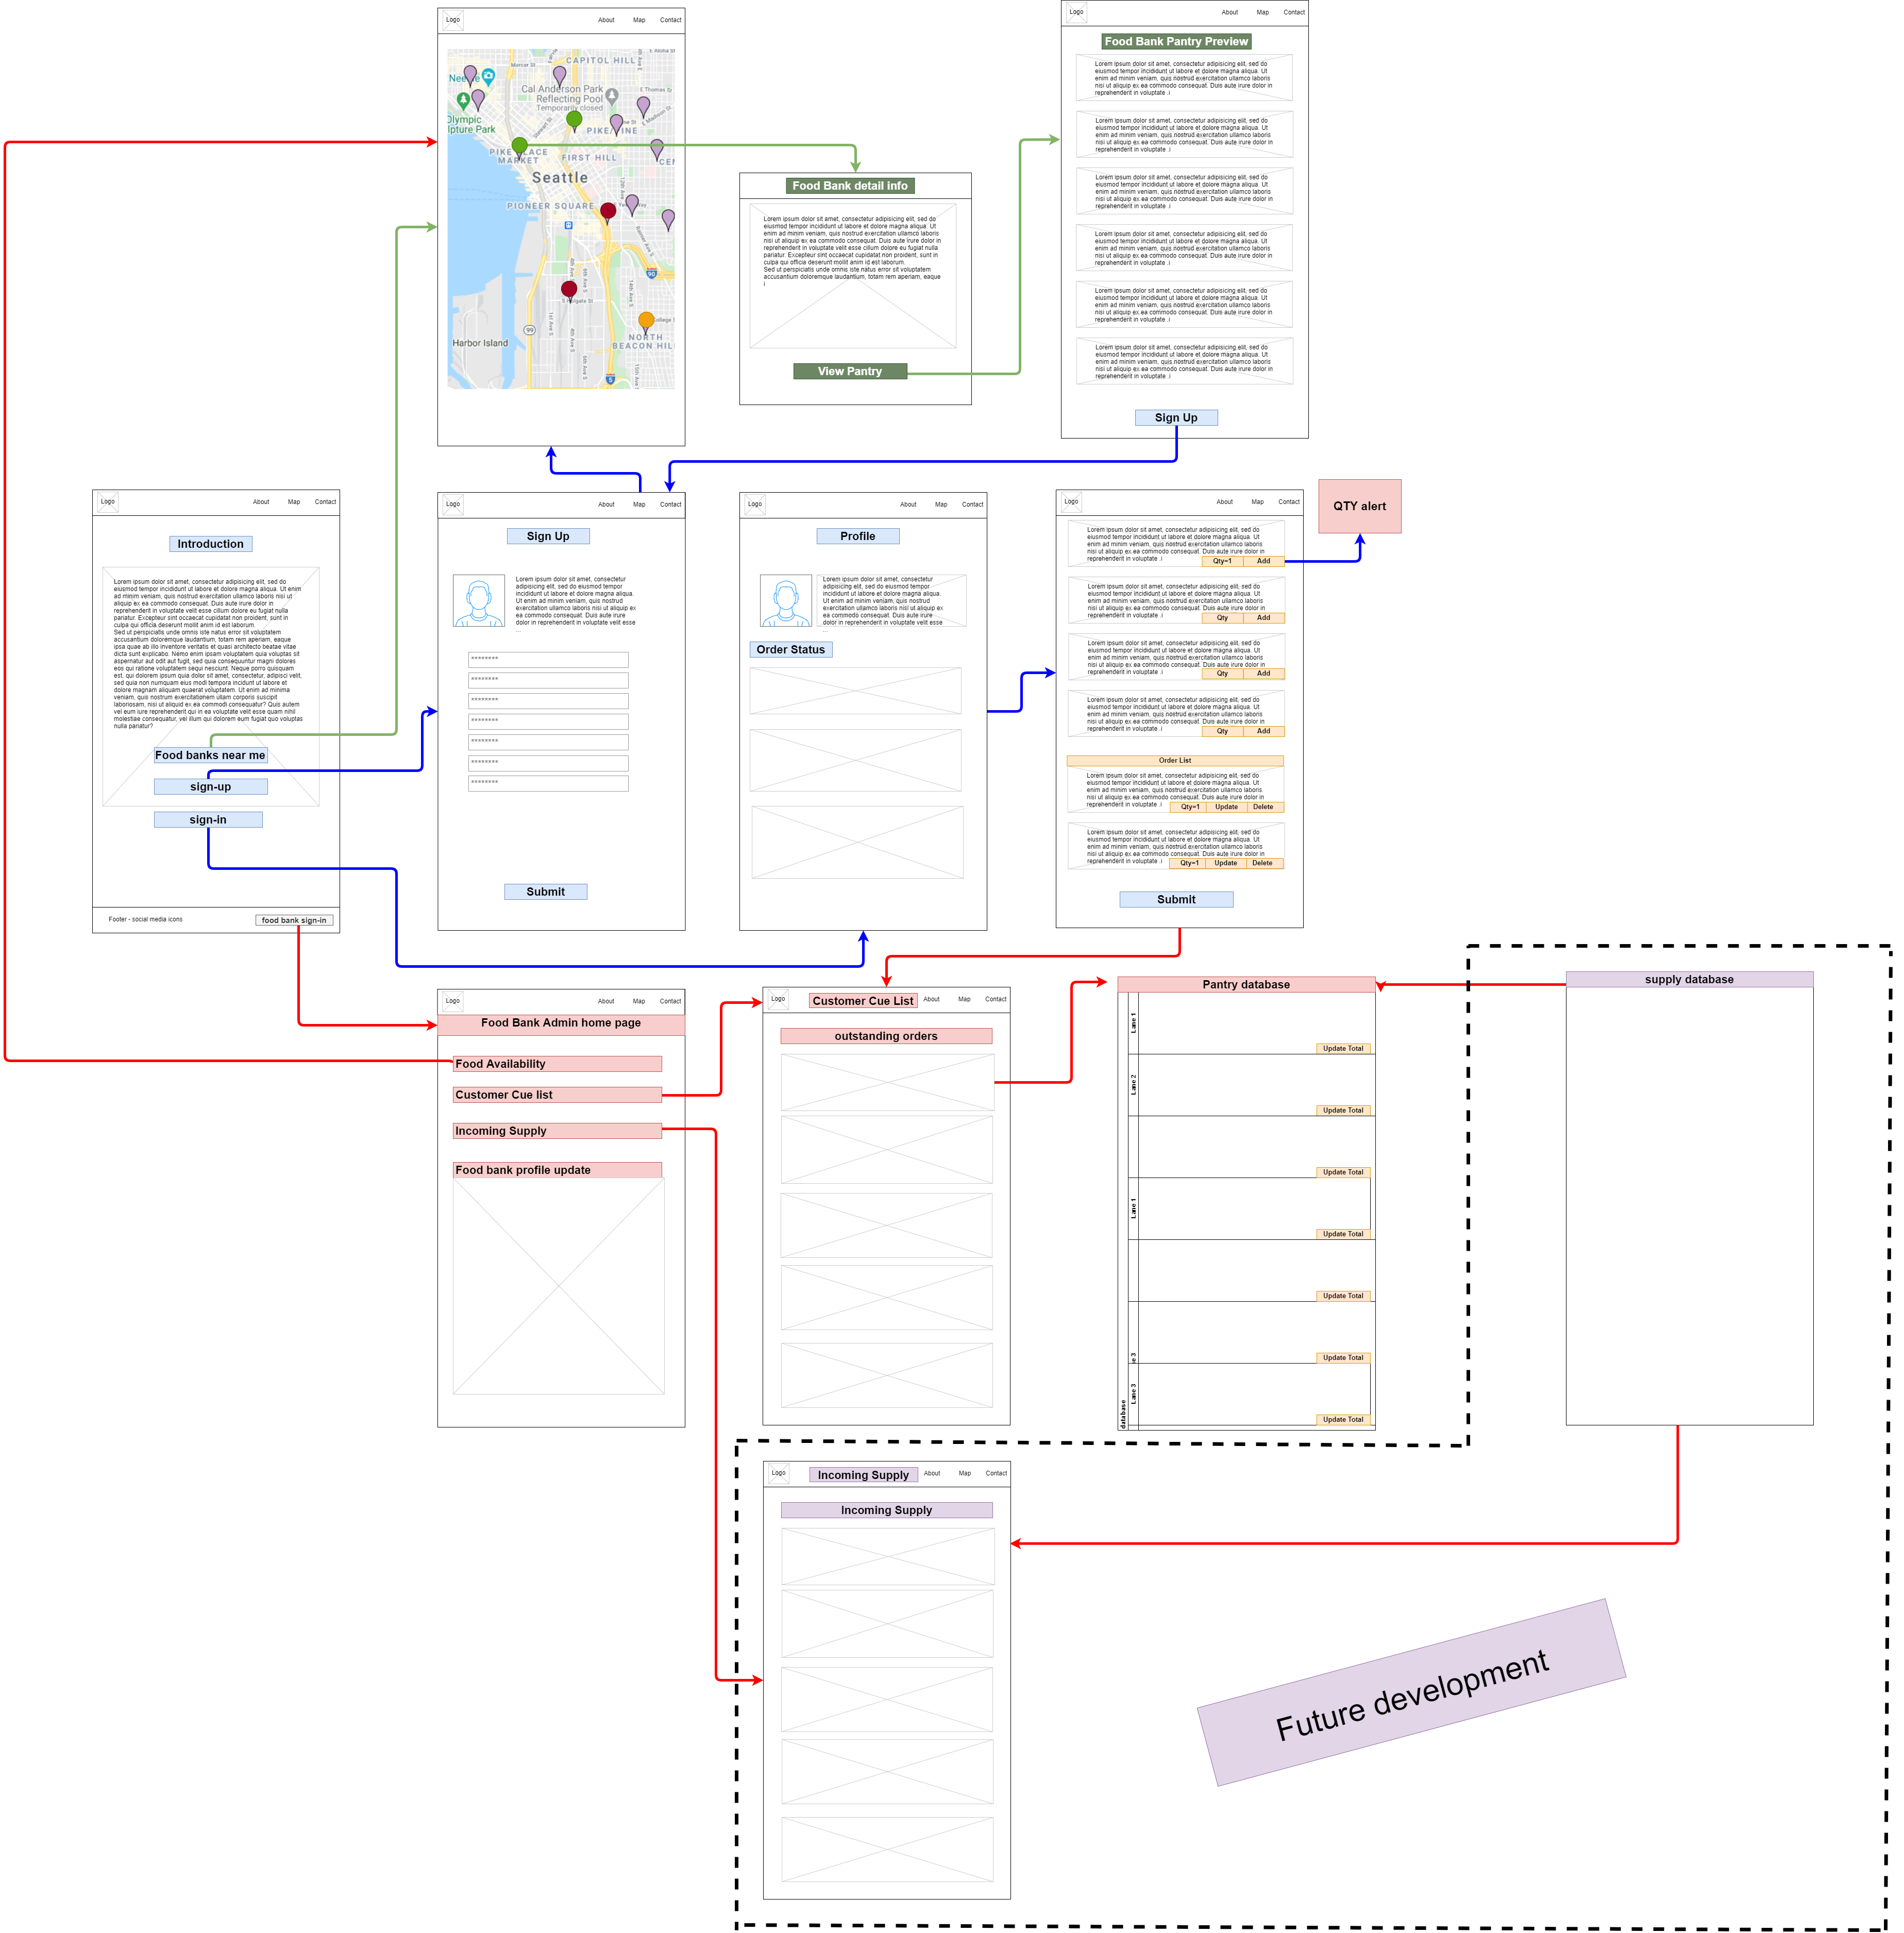 Logo
About Map Contact
E Aloha St
Mercer St
CAPITOL HILL
Cal Anderson Park
Reflecting Pool
Temporarily closed
E Thomas St
E Madison St
Stewart St
PIKE PLACE
MARKET
FIRST HILL
Seattle
12th Ave
PIONEER SQUARE
Rainier Ave S
4th Ave S
6th Ave S
90
14th Ave S
S Holgate St
1st Ave S
99
4th Ave S
College S
Harbor Island
NORTH
BEACON HIL
6th Ave S
15th Ave S
5
Food Bank detail info
Lorem ipsum dolor sit amet, consectetur adipisicing elit, sed do
eiusmod tempor incididunt ut labore et dolore magna aliqua. Ut
enim ad minim veniam, quis nostrud exercitation ullamco laboris
nisi ut aliquip ex ea commodo consequat. Duis aute irure dolor in
reprehenderit in voluptate velit esse cillum dolore eu fugiat nulla
pariatur. Excepteur sint occaecat cupidatat non proident, sunt in
culpa qui officia deserunt mollit anim id est laborum.
Sed ut perspiciatis unde omnis iste natus error sit voluptatem
accusantium doloremque laudantium, totam rem aperiam, eaque
i
View Pantry
Logo
About Map Contact
Food Bank Pantry Preview
Lorem ipsum dolor sit amet, consectetur adipisicing elit, sed do
eiusmod tempor incididunt ut labore et dolore magna aliqua. Ut
enim ad minim veniam, quis nostrud exercitation ullamco laboris
nisi ut aliquip ex ea commodo consequat. Duis aute irure dolor in
reprehenderit in voluptate .i
Lorem ipsum dolor sit amet, consectetur adipisicing elit, sed do
eiusmod tempor incididunt ut labore et dolore magna aliqua. Ut
enim ad minim veniam, quis nostrud exercitation ullamco laboris
nisi ut aliquip ex ea commodo consequat. Duis aute irure dolor in
reprehenderit in voluptate .i
Lorem ipsum dolor sit amet, consectetur adipisicing elit, sed do
eiusmod tempor incididunt ut labore et dolore magna aliqua. Ut
enim ad minim veniam, quis nostrud exercitation ullamco laboris
nisi ut aliquip ex ea commodo consequat. Duis aute irure dolor in
reprehenderit in voluptate .i
Lorem ipsum dolor sit amet, consectetur adipisicing elit, sed do
eiusmod tempor incididunt ut labore et dolore magna aliqua. Ut
enim ad minim veniam, quis nostrud exercitation ullamco laboris
nisi ut aliquip ex ea commodo consequat. Duis aute irure dolor in
reprehenderit in voluptate .i
Lorem ipsum dolor sit amet, consectetur adipisicing elit, sed do
eiusmod tempor incididunt ut labore et dolore magna aliqua. Ut
enim ad minim veniam, quis nostrud exercitation ullamco laboris
nisi ut aliquip ex ea commodo consequat. Duis aute irure dolor in
reprehenderit in voluptate .i
Lorem ipsum dolor sit amet, consectetur adipisicing elit, sed do
eiusmod tempor incididunt ut labore et dolore magna aliqua. Ut
enim ad minim veniam, quis nostrud exercitation ullamco laboris
nisi ut aliquip ex ea commodo consequat. Duis aute irure dolor in
reprehenderit in voluptate .i
Sign Up
Logo
About Map Contact
Introduction
Lorem ipsum dolor sit amet, consectetur adipisicing elit, sed do
eiusmod tempor incididunt ut labore et dolore magna aliqua. Ut enim
ad minim veniam, quis nostrud exercitation ullamco laboris nisi ut
aliquip ex ea commodo consequat. Duis aute irure dolor in
reprehenderit in voluptate velit esse cillum dolore eu fugiat nulla
pariatur. Excepteur sint occaecat cupidatat non proident, sunt in
culpa qui officia deserunt mollit anim id est laborum.
Sed ut perspiciatis unde omnis iste natus error sit voluptatem
accusantium doloremque laudantium, totam rem aperiam, eaque
ipsa quae ab illo inventore veritatis et quasi architecto beatae vitae
dicta sunt explicabo. Nemo enim ipsam voluptatem quia voluptas sit
aspernatur aut odit aut fugit, sed quia consequuntur magni dolores
eos qui ratione voluptatem sequi nesciunt. Neque porro quisquam
est, qui dolorem ipsum quia dolor sit amet, consectetur, adipisci velit,
sed quia non numquam eius modi tempora incidunt ut labore et
dolore magnam aliquam quaerat voluptatem. Ut enim ad minima
veniam, quis nostrum exercitationem ullam corporis suscipit
laboriosam, nisi ut aliquid ex ea commodi consequatur? Quis autem
vel eum iure reprehenderit qui in ea voluptate velit esse quam nihil
molestiae consequatur, vel illum qui dolorem eum fugiat quo voluptas
nulla pariatur?
Food banks near me
sign-up
sign-in
Footer - social media icons
food bank sign-in
Logo
About Map Contact
Sign Up
Lorem ipsum dolor sit amet, consectetur
adipisicing elit, sed do eiusmod tempor
incididunt ut labore et dolore magna aliqua.
Ut enim ad minim veniam, quis nostrud
exercitation ullamco laboris nisi ut aliquip ex
ea commodo consequat. Duis aute irure
dolor in reprehenderit in voluptate velit esse
...
********
********
********
********
********
********
********
Submit
Logo
About Map Contact
Profile
Lorem ipsum dolor sit amet, consectetur
adipisicing elit, sed do eiusmod tempor
incididunt ut labore et dolore magna aliqua.
Ut enim ad minim veniam, quis nostrud
exercitation ullamco laboris nisi ut aliquip ex
ea commodo consequat. Duis aute irure
dolor in reprehenderit in voluptate velit esse
...
Order Status
Logo
About Map Contact
Lorem ipsum dolor sit amet, consectetur adipisicing elit, sed do
eiusmod tempor incididunt ut labore et dolore magna aliqua. Ut
enim ad minim veniam, quis nostrud exercitation ullamco laboris
nisi ut aliquip ex ea commodo consequat. Duis aute irure dolor in
reprehenderit in voluptate .i
Qty=1 Add
Lorem ipsum dolor sit amet, consectetur adipisicing elit, sed do
eiusmod tempor incididunt ut labore et dolore magna aliqua. Ut
enim ad minim veniam, quis nostrud exercitation ullamco laboris
nisi ut aliquip ex ea commodo consequat. Duis aute irure dolor in
reprehenderit in voluptate .i
Qty Add
Lorem ipsum dolor sit amet, consectetur adipisicing elit, sed do
eiusmod tempor incididunt ut labore et dolore magna aliqua. Ut
enim ad minim veniam, quis nostrud exercitation ullamco laboris
nisi ut aliquip ex ea commodo consequat. Duis aute irure dolor in
reprehenderit in voluptate .i
Qty Add
Lorem ipsum dolor sit amet, consectetur adipisicing elit, sed do
eiusmod tempor incididunt ut labore et dolore magna aliqua. Ut
enim ad minim veniam, quis nostrud exercitation ullamco laboris
nisi ut aliquip ex ea commodo consequat. Duis aute irure dolor in
reprehenderit in voluptate .i
Qty Add
Order List
Lorem ipsum dolor sit amet, consectetur adipisicing elit, sed do
eiusmod tempor incididunt ut labore et dolore magna aliqua. Ut
enim ad minim veniam, quis nostrud exercitation ullamco laboris
nisi ut aliquip ex ea commodo consequat. Duis aute irure dolor in
reprehenderit in voluptate .i
Qty=1 Update Delete
Lorem ipsum dolor sit amet, consectetur adipisicing elit, sed do
eiusmod tempor incididunt ut labore et dolore magna aliqua. Ut
enim ad minim veniam, quis nostrud exercitation ullamco laboris
nisi ut aliquip ex ea commodo consequat. Duis aute irure dolor in
reprehenderit in voluptate .i
Qty=1 Update Delete
Submit
QTY alert
Logo
About Map Contact
Food Bank Admin home page
Food Availability
Customer Cue list
Incoming Supply
Food bank profile update
Logo
Customer Cue List
About Map Contact
outstanding orders
Pantry database
Lane 1
Update Total
Lane 2
Update Total
Update Total
Lane 1
Update Total
Update Total
e 3
Update Total
Lane 3
database
Update Total
supply database
Logo
Incoming Supply
About Map Contact
Incoming Supply
Future development